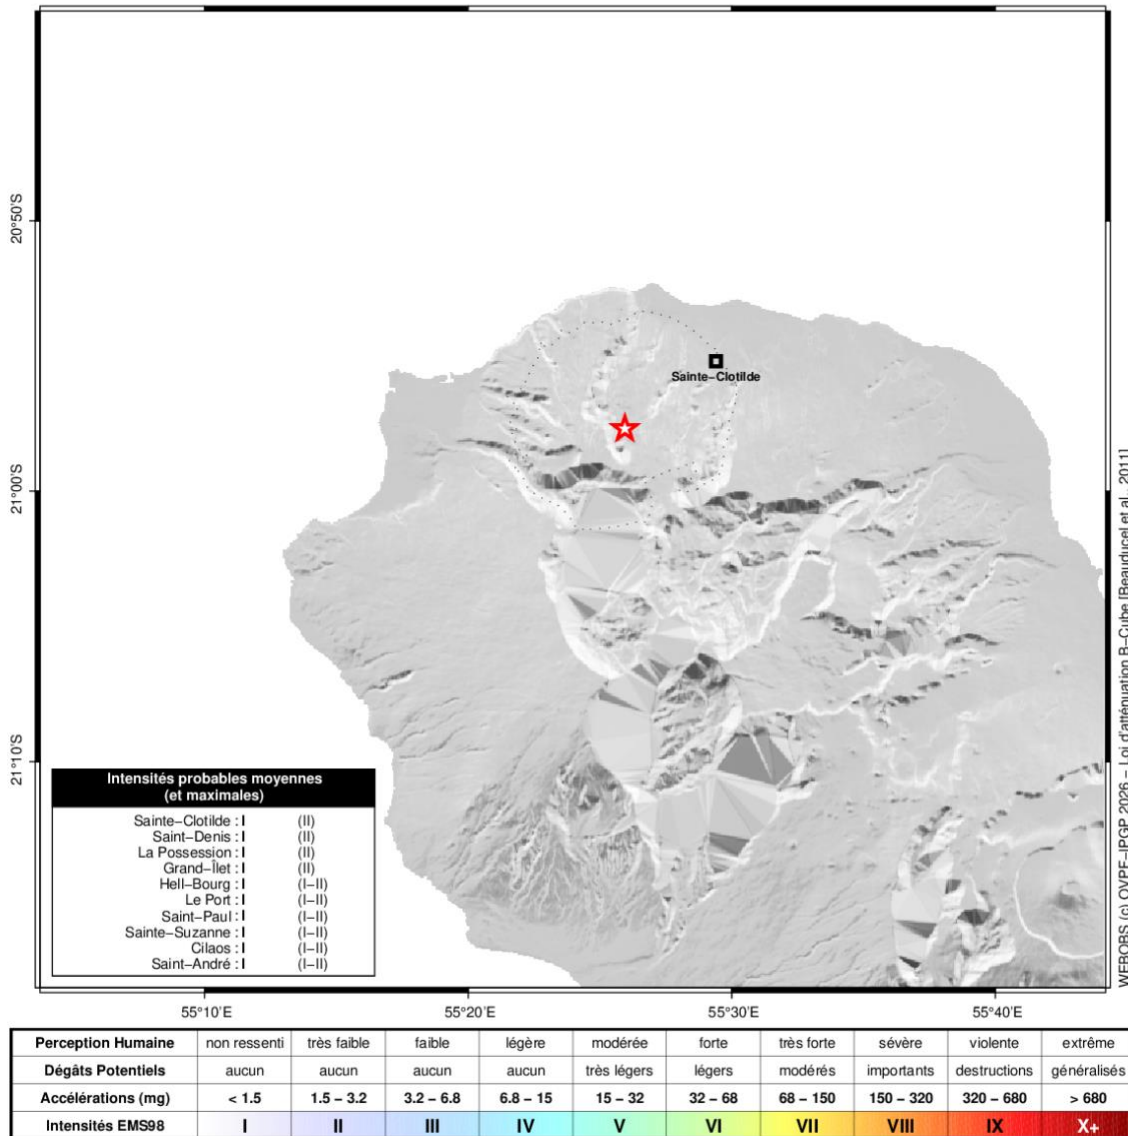 20°50'S
Sainte–Clotilde
21°00'S
21°10'S
WEBOBS (c) OVPF–IPGP 2026 – Loi d'atténuation B–Cube [Beauducel et al., 2011]
Intensités probables moyennes
(et maximales)
Sainte–Clotilde : I (II)
Saint–Denis : I (II)
La Possession : I (II)
Grand–Îlet : I (II)
Hell–Bourg : I (I–II)
Le Port : I (I–II)
Saint–Paul : I (I–II)
Sainte–Suzanne : I (I–II)
Cilaos : I (I–II)
Saint–André : I (I–II)
55°10'E 55°20'E 55°30'E 55°40'E
Perception Humaine non ressenti très faible faible légère modérée forte très forte sévère violente extrême
Dégâts Potentiels aucun aucun aucun aucun très légers légers modérés importants destructions généralisés
Accélérations (mg) < 1.5 1.5 – 3.2 3.2 – 6.8 6.8 – 15 15 – 32 32 – 68 68 – 150 150 – 320 320 – 680 > 680
Intensités EMS98 I II III IV V VI VII VIII IX X+